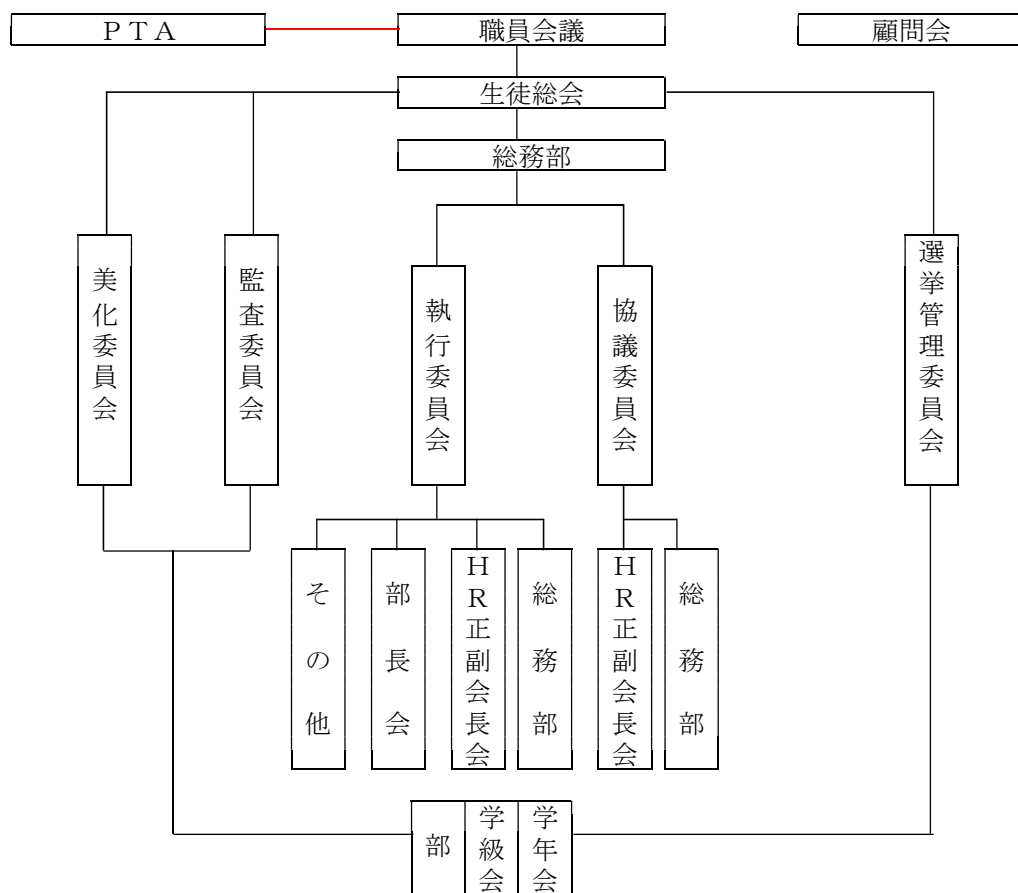 PTA
職員会議
顧問会
生徒総会
総務部
美化委員会
監査委員会
執行委員会
協議委員会
選挙管理委員会
その他
部長会
HR正副会長会
総務部
HR正副会長会
総務部
部
学級会
学年会